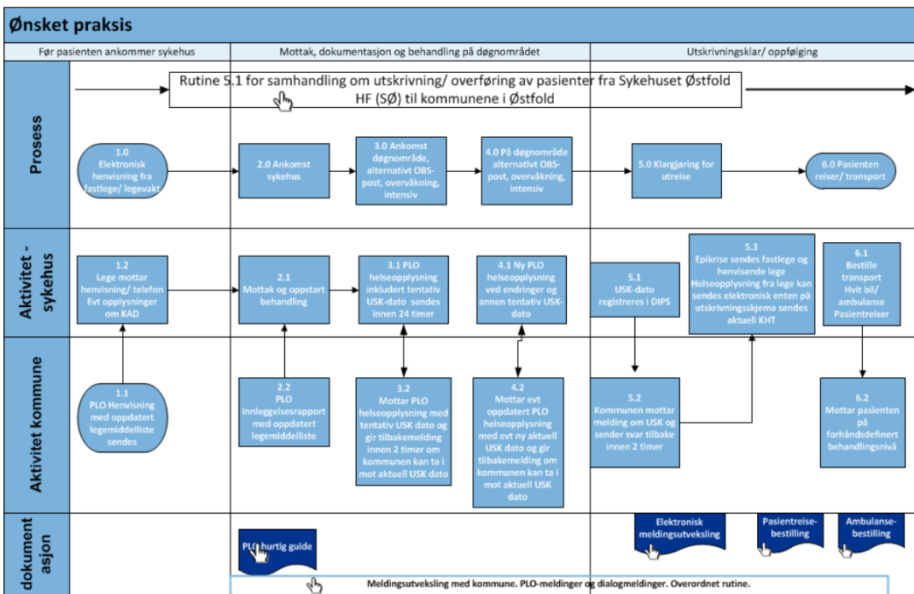 Ønsket praksis
Før pasienten ankommer sykehus
Mottak, dokumentasjon og behandling på døgnområdet
Utskrivningsklar/ oppfølging
Prosess
Rutine 5.1 for samhandling om utskrivning/ overføring av pasienter fra Sykehuset Østfold
HF (SØ) til kommunene i Østfold
1.0
Elektronisk
henvisning fra
fastlege/ legevakt
2.0 Ankomst
sykehus
3.0 Ankomst
døgnområde,
alternativt OBS-
post, overvåkning,
intensiv
4.0 På døgnområde
alternativt OBS-
post, overvåkning,
intensiv
5.0 Klargjøring for
utreise
6.0 Pasienten
reiser/ transport
Aktivitet -
sykehus
1.2
Lege mottar
henvisning/ telefon
Evt opplysninger
om KAD
2.1
Mottak og oppstart
behandling
3.1 PLO
helseopplysning
inkludert tentativ
USK-dato sendes
innen 24 timer
4.1 Ny PLO
helseopplysning
ved endringer og
annen tentativ USK-
dato
5.1
USK-dato
registreres i DIPS
5.3
Epikrise sendes fastlege og
henvisende lege
Helseopplysning fra lege kan
sendes elektronisk enten på
utskrivningsskjema sendes
aktuell KHT
6.1
Bestille
transport
Hvit bil/
ambulanse
Pasientreiser
Aktivitet kommune
1.1
PLO Henvisning
med oppdatert
legemiddelliste
sendes
2.2
PLO
innleggelsesrapport
med oppdatert
legemiddelliste
3.2
Mottar PLO
helseopplysning med
tentativ USK dato og
gir tilbakemelding
innen 2 timer om
kommunen kan ta i
mot aktuell USK dato
4.2
Mottar evt
oppdatert PLO
helseopplysning
med evt ny aktuell
USK dato og gir
tilbakemelding om
kommunen kan ta i
mot aktuell USK
dato
5.2
Kommunen mottar
melding om USK og
sender svar tilbake
innen 2 timer
6.2
Mottar pasienten
på
forhåndsdefinert
behandlingsnivå
dokument
asjon
PLO hurtig guide
Elektronisk
meldingsutveksling
Pasientreise-
bestilling
Ambulanse-
bestilling
Meldingsutveksling med kommune. PLO-meldinger og dialogmeldinger. Overordnet rutine.